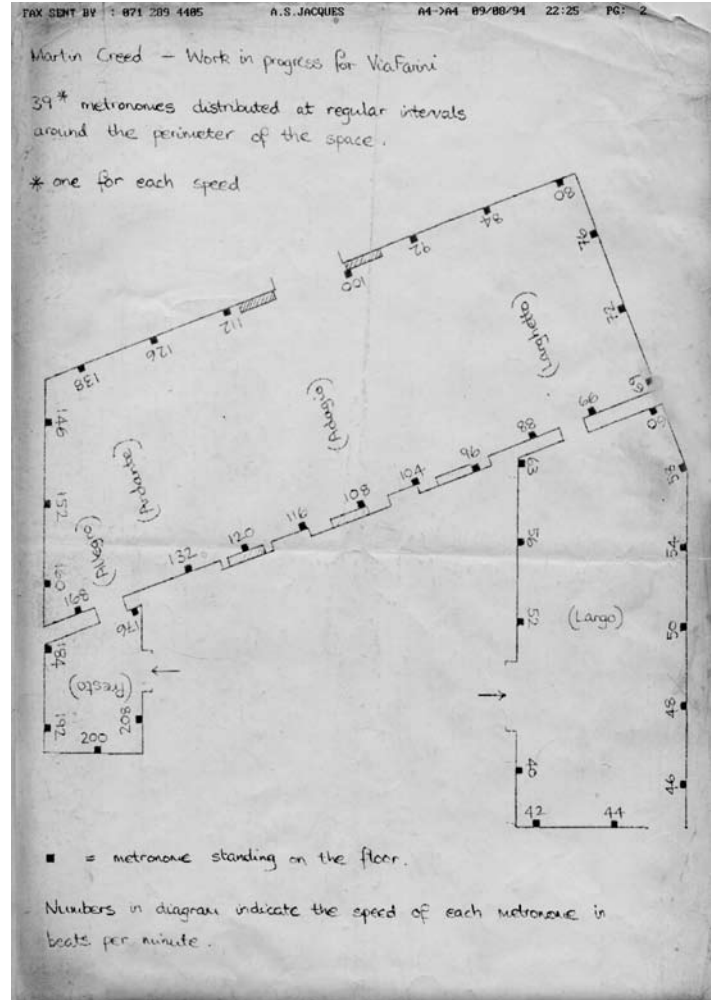 FAX SENT BY : 071 209 4405 A.S.JACQUES A4->A4 09/08/94 22:25 PG: 2
Martin Creed — Work in progress for ViaFarini
39* metronomes distributed at regular intervals
around the perimeter of the space.
* one for each speed
80
84
92
100
76
72
69
112
126
138
(Larghetto)
(Adagio)
(Andante)
(Allegro)
146
152
160
168
66
60
88
63
96
104
108
116
120
132
176
58
56
54
52
50
(Largo)
184
(Presto)
192
200
208
48
46
40
42
44
■ = metronome standing on the floor.
Numbers in diagram indicate the speed of each metronome in
beats per minute.